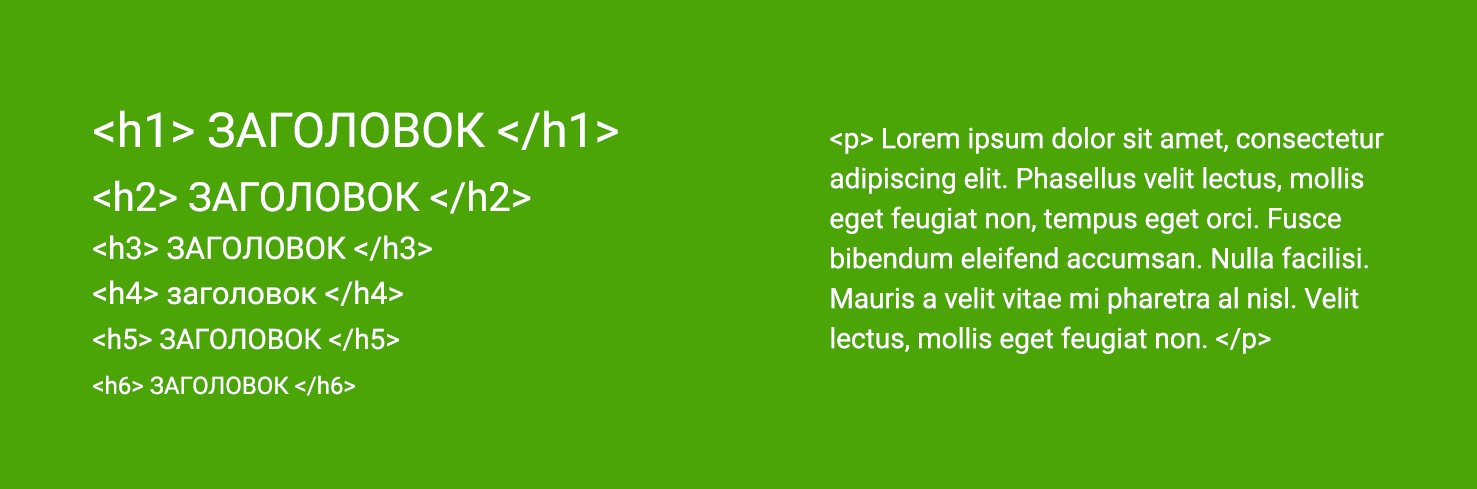 <h1> ЗАГОЛОВОК </h1>
<h2> ЗАГОЛОВОК </h2>
<h3> ЗАГОЛОВОК </h3>
<h4> заголовок </h4>
<h5> ЗАГОЛОВОК </h5>
<h6> ЗАГОЛОВОК </h6>
<p> Lorem ipsum dolor sit amet, consectetur
adipiscing elit. Phasellus velit lectus, mollis
eget feugiat non, tempus eget orci. Fusce
bibendum eleifend accumsan. Nulla facilisi.
Mauris a velit vitae mi pharetra al nisl. Velit
lectus, mollis eget feugiat non. </p>